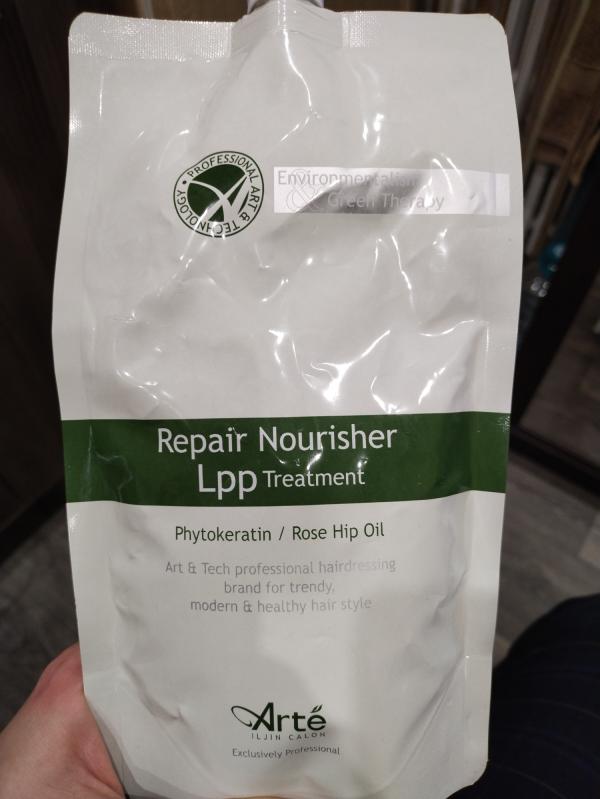 PROFESSIONAL ART & TECHNOLOGY •
Environmentalism
& Green Therapy
Repair Nourisher
Lpp Treatment
Phytokeratin / Rose Hip Oil
Art & Tech professional hairdressing
brand for trendy,
modern & healthy hair style
Arté
ILJIN CALON
Exclusively Professional